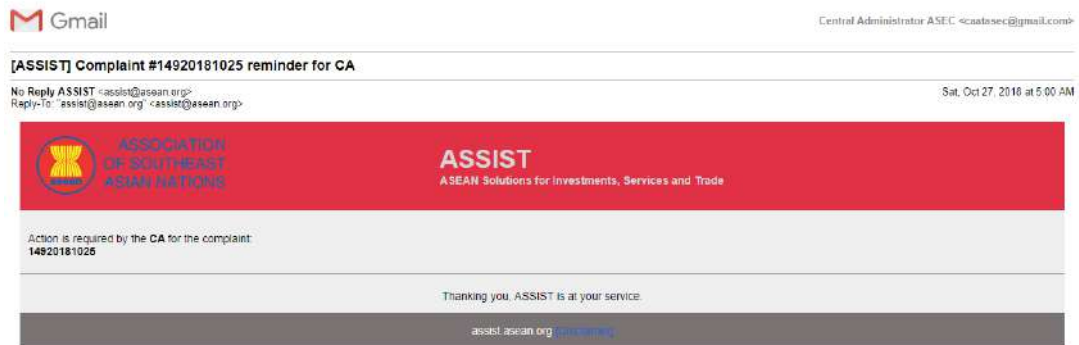 Gmail
Central Administrator ASEC <caatasec@gmail.com>
[ASSIST] Complaint #14920181025 reminder for CA
No Reply ASSIST <assist@asean.org>
Sat, Oct 27, 2018 at 5:00 AM
Reply-To: "assist@asean.org" <assist@asean.org>
ASSOCIATION
OF SOUTHEAST
ASIAN NATIONS
ASSIST
ASEAN Solutions for Investments, Services and Trade
Action is required by the CA for the complaint:
14920181025
Thanking you, ASSIST is at your service.
assist.asean.org